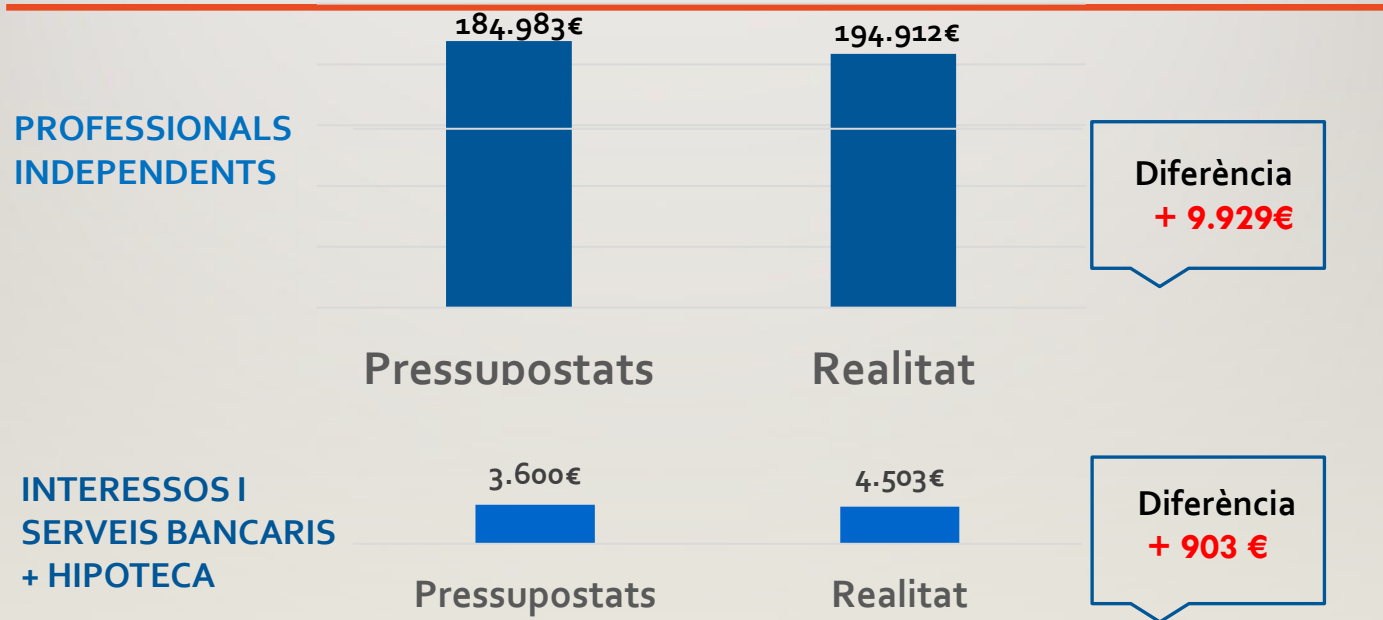 184.983€
194.912€
PROFESSIONALS
INDEPENDENTS
Diferència
+ 9.929€
Pressupostats
Realitat
3.600€
4.503€
INTERESSOS I
SERVEIS BANCARIS
+ HIPOTECA
Diferència
+ 903 €
Pressupostats
Realitat